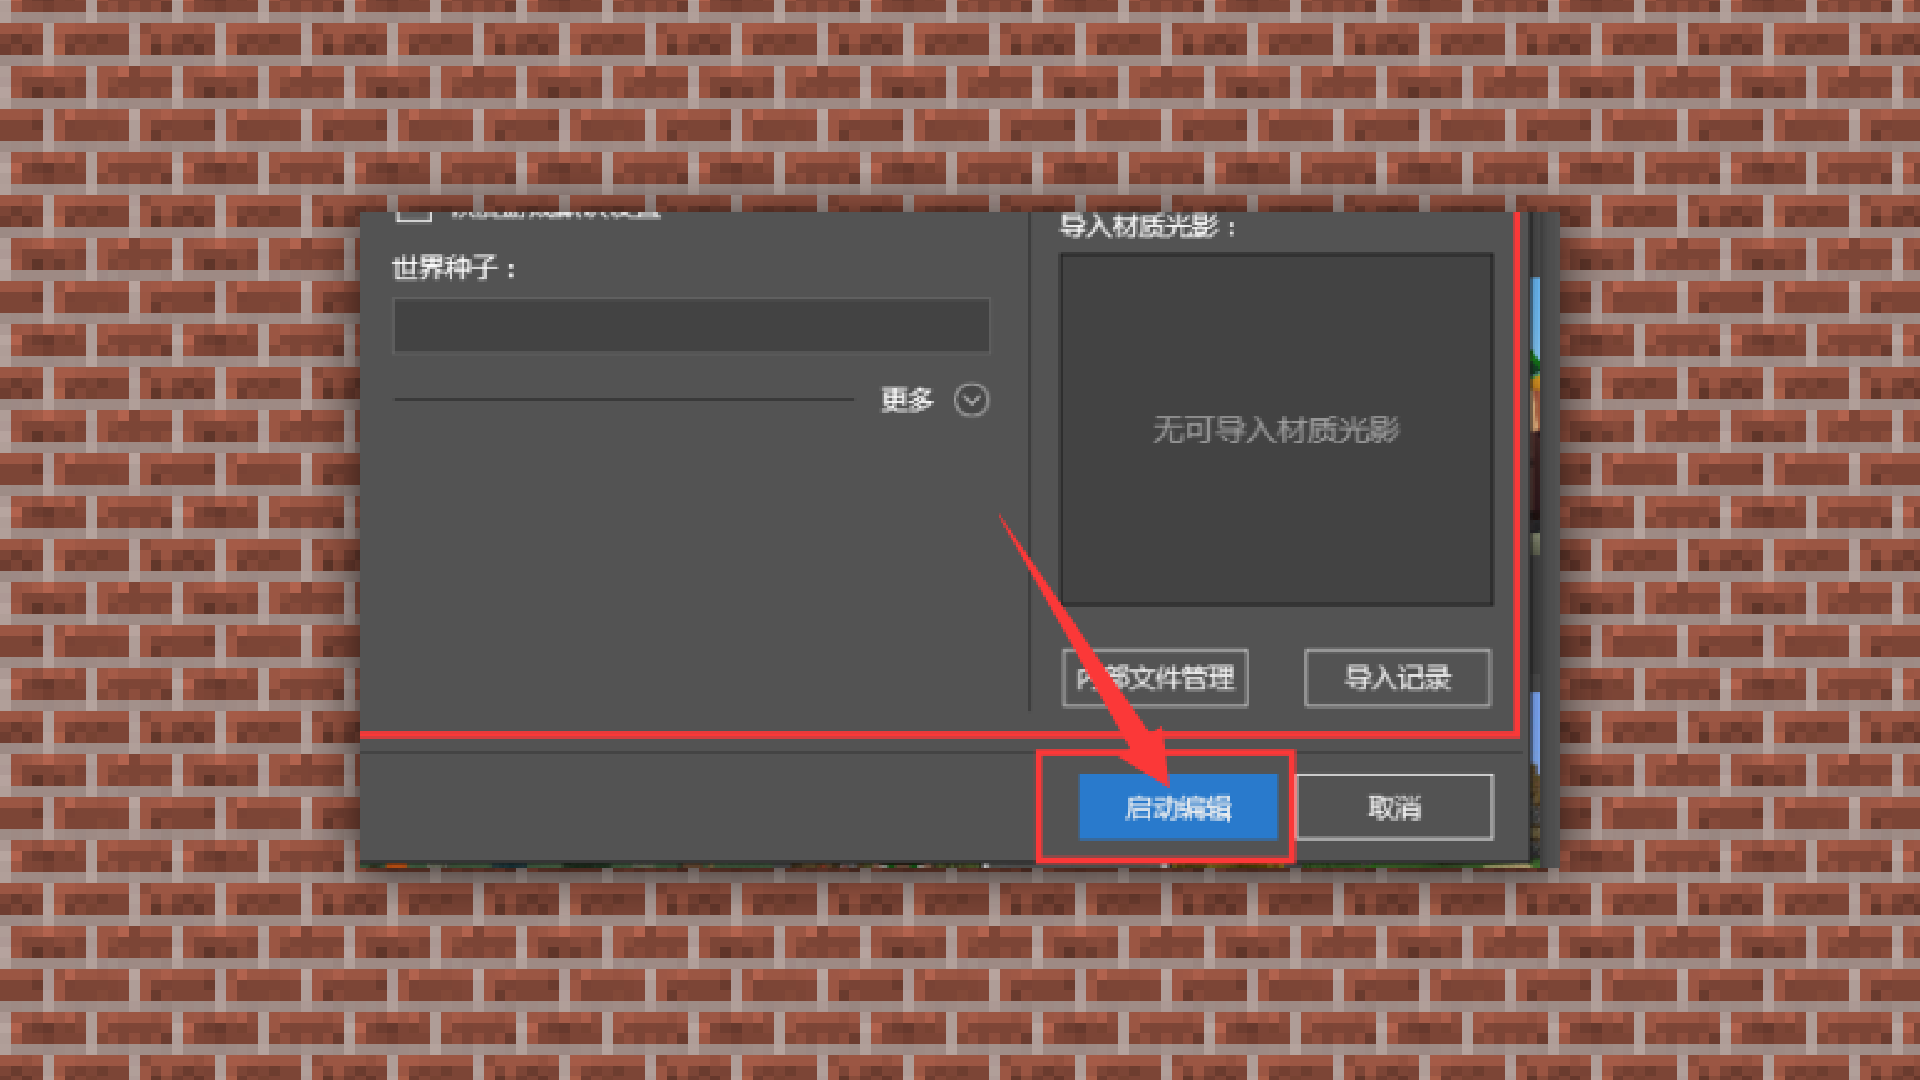 导入材质光影：
世界种子：
更多
无可导入材质光影
内部文件管理
导入记录
启动编辑
取消